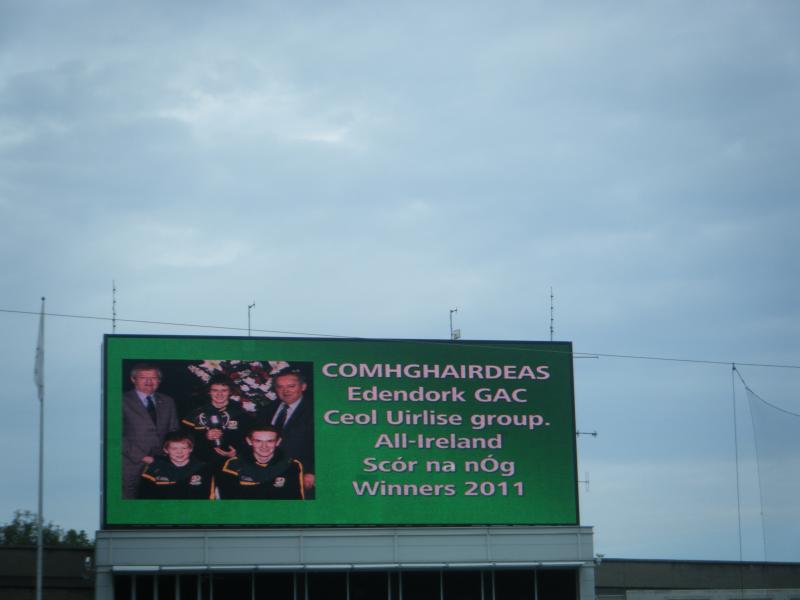 COMHGHAIRDEAS
Edendork GAC
Ceol Uirlise group.
All-Ireland
Scór na nÓg
Winners 2011